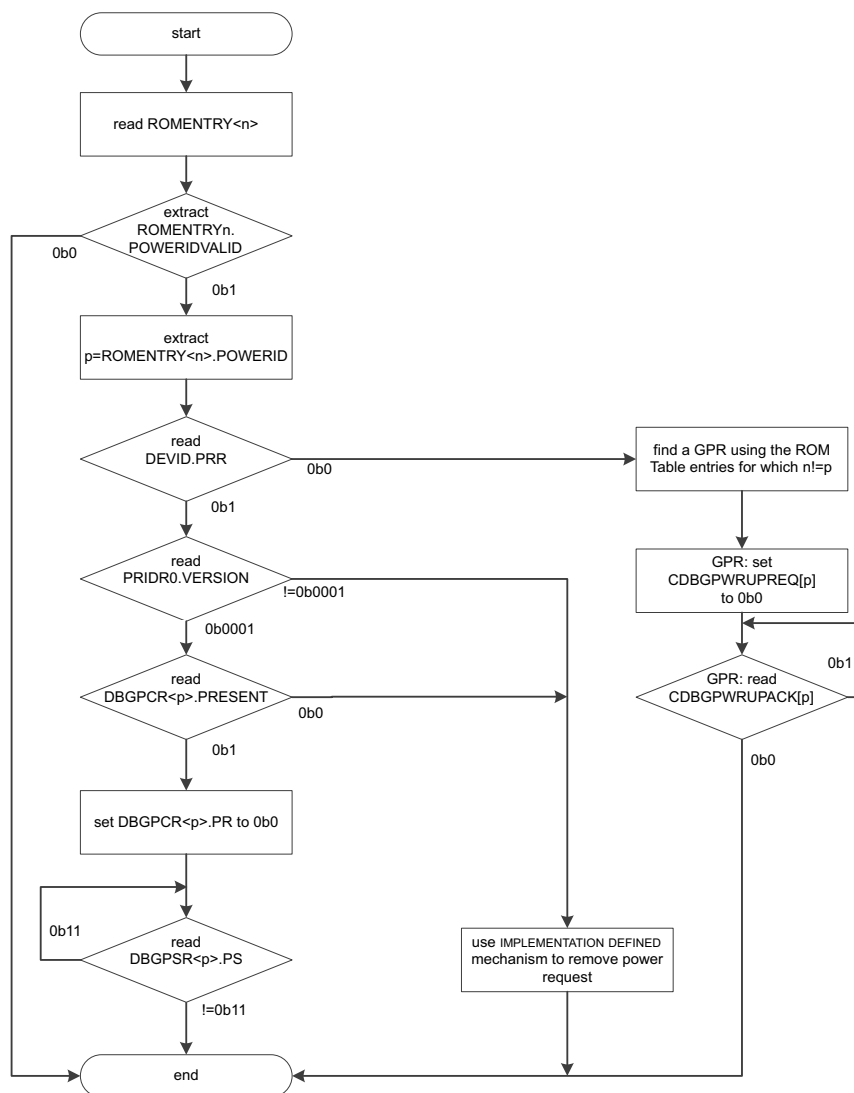 start
read ROMENTRY<n>
extract
ROMENTRYn.
POWERIDVALID
0b0
0b1
extract
p=ROMENTRY<n>.POWERID
read
DEVID.PRR
0b0
0b1
find a GPR using the ROM
Table entries for which n!=p
read
PRIDR0.VERSION
!=0b0001
0b0001
GPR: set
CDBGPWRUPREQ[p]
to 0b0
read
DBGPCR<p>.PRESENT
0b0
0b1
GPR: read
CDBGPWRUPACK[p]
0b1
0b0
set DBGPCR<p>.PR to 0b0
0b11
read
DBGPSR<p>.PS
!=0b11
use IMPLEMENTATION DEFINED
mechanism to remove power
request
end